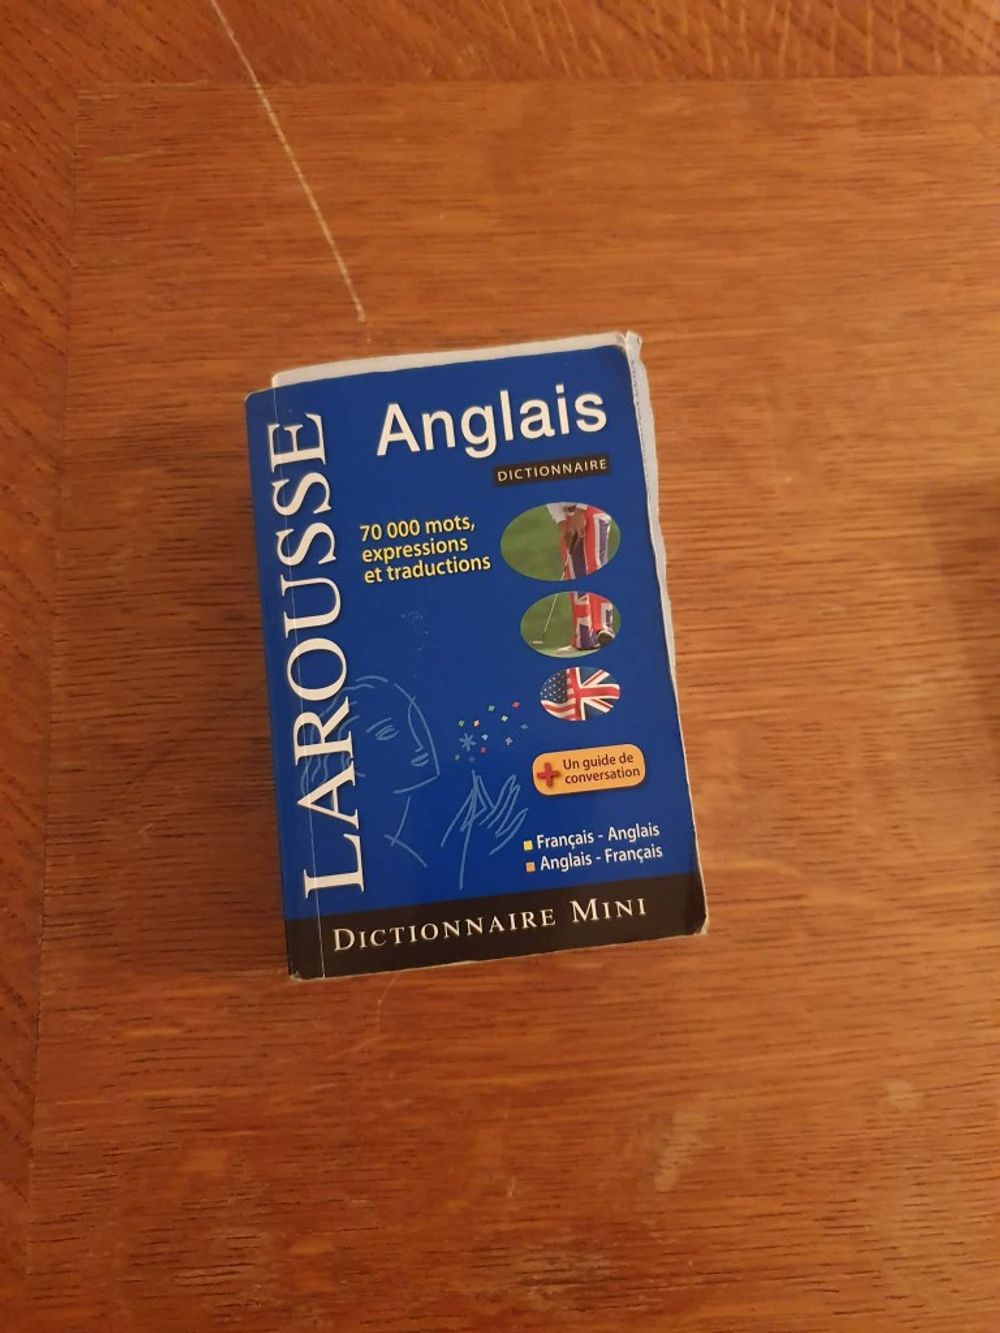 LAROUSSE
Anglais
DICTIONNAIRE
70 000 mots,
expressions
et traductions
+ Un guide de
conversation
Français - Anglais
Anglais - Français
DICTIONNAIRE MINI